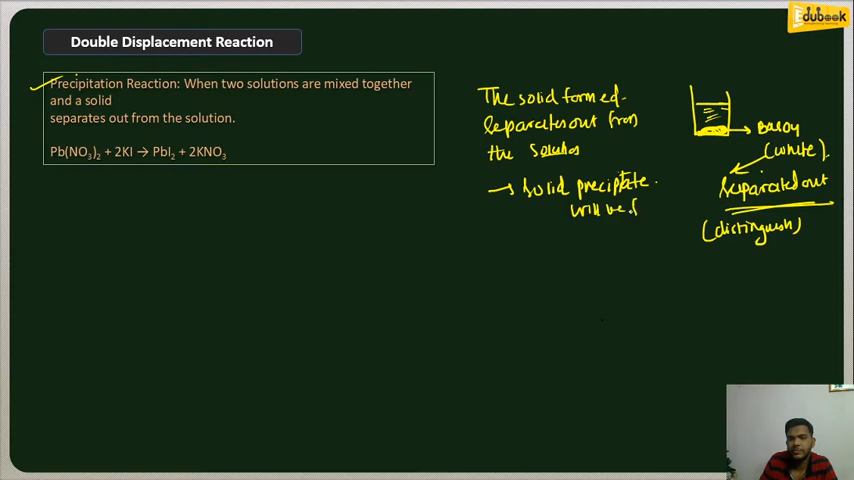 Edubook
Double Displacement Reaction
Precipitation Reaction: When two solutions are mixed together
and a solid
separates out from the solution.
Pb(NO₃)₂ + 2KI → PbI₂ + 2KNO₃
The solid formed
separates out from
the
→ Solid
will be f
BaSO4
(white).
Separated out
(distinguish)